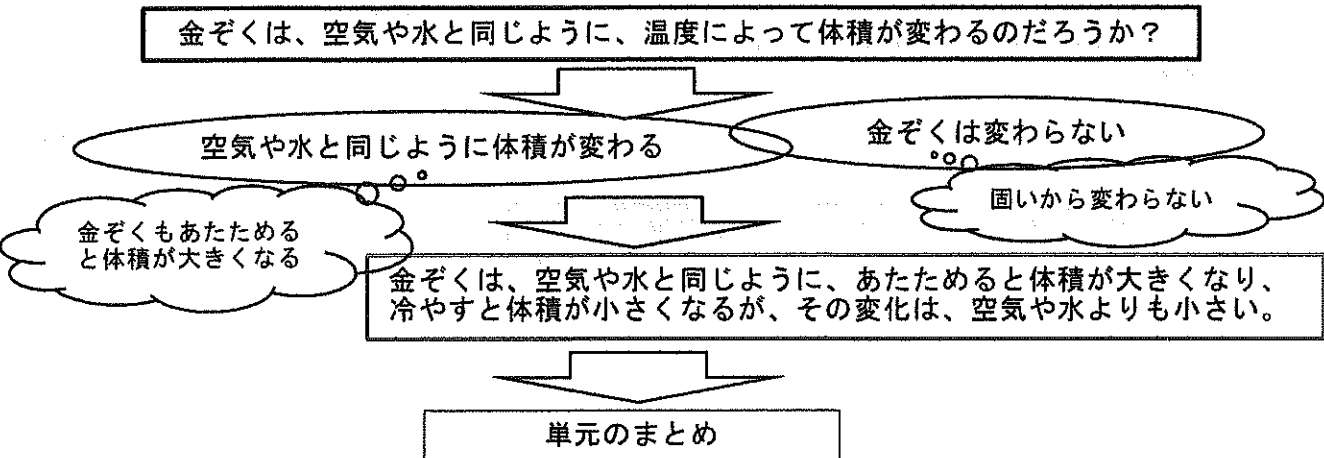 金ぞくは、空気や水と同じように、温度によって体積が変わるのだろうか？
空気や水と同じように体積が変わる
金ぞくは変わらない
金ぞくもあたためる
と体積が大きくなる
固いから変わらない
金ぞくは、空気や水と同じように、あたためると体積が大きくなり、
冷やすと体積が小さくなるが、その変化は、空気や水よりも小さい。
単元のまとめ